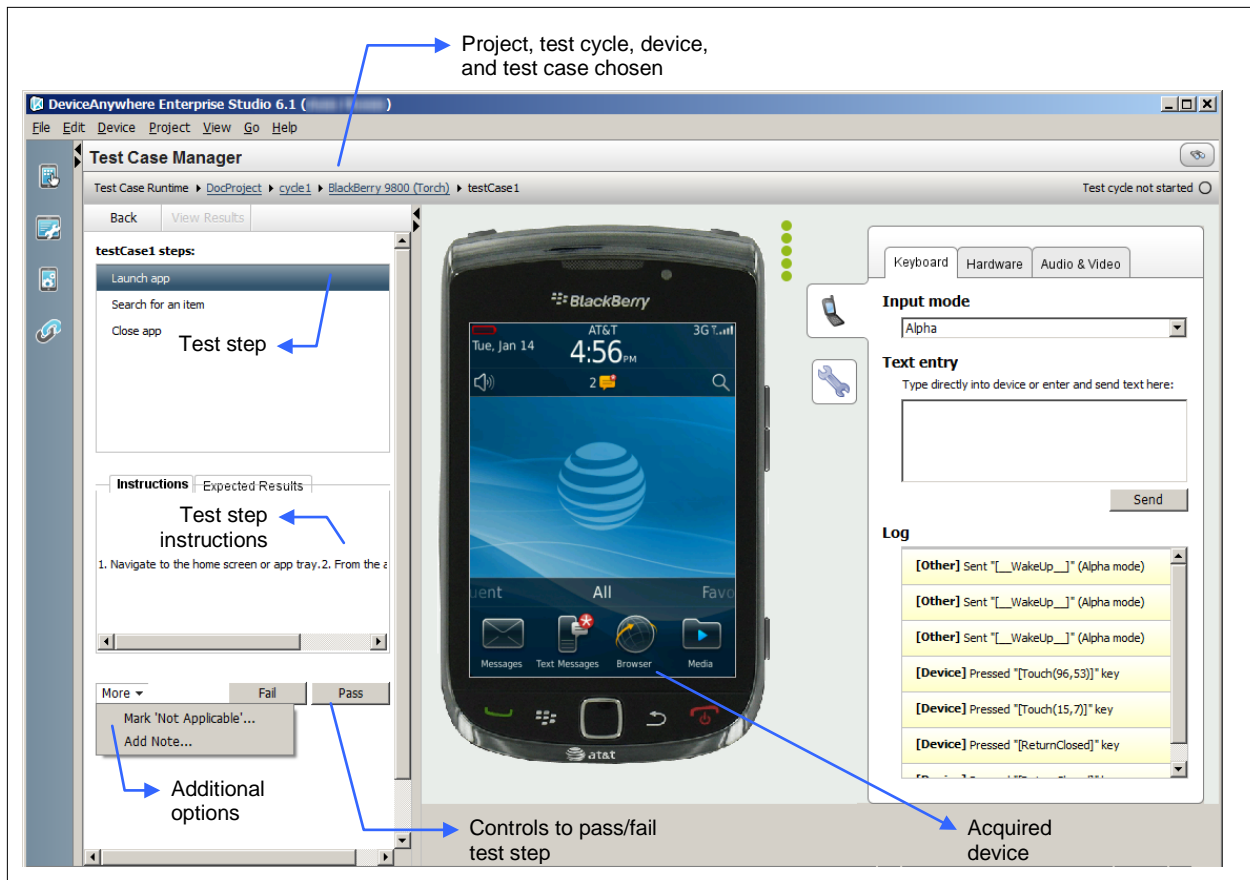 Project, test cycle, device,
and test case chosen
DeviceAnywhere Enterprise Studio 6.1 ( )
File Edit Device Project View Go Help
Test Case Manager
Test Case Runtime DocProject cycle1 BlackBerry 9800 (Torch) testCase1
Test cycle not started
Back View Results
testCase1 steps:
Launch app
Search for an item
Close app
Test step
Instructions Expected Results
Test step
instructions
1. Navigate to the home screen or app tray.2. From the a
More Fail Pass
Mark 'Not Applicable'...
Add Note...
Additional
options
BlackBerry
AT&T 3G
Tue, Jan 14 4:56 PM
2
uent All Favo
Messages Text Messages Browser Media
at&t
Controls to pass/fail
test step
Keyboard Hardware Audio & Video
Input mode
Alpha
Text entry
Type directly into device or enter and send text here:
Send
Log
[Other] Sent "[__WakeUp__]" (Alpha mode)
[Other] Sent "[__WakeUp__]" (Alpha mode)
[Other] Sent "[__WakeUp__]" (Alpha mode)
[Device] Pressed "[Touch(96,53)]" key
[Device] Pressed "[Touch(15,7)]" key
[Device] Pressed "[ReturnClosed]" key
Acquired
device